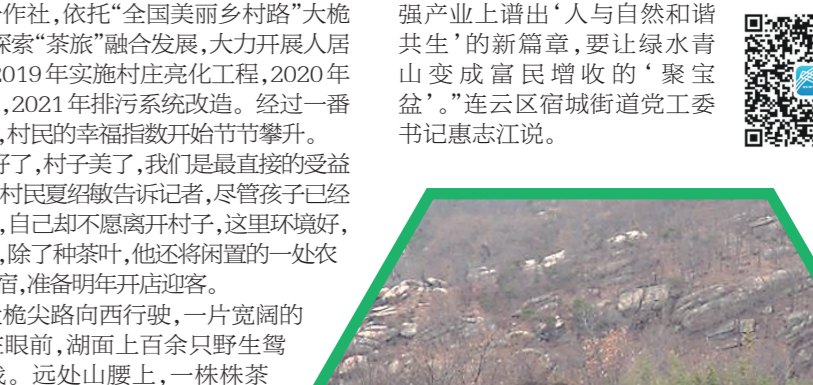 作社,依托“全国美丽乡村路”大桅
探索“茶旅”融合发展,大力开展人居
2019年实施村庄亮化工程,2020年
,2021年排污系统改造。经过一番
,村民的幸福指数开始节节攀升。
好了,村子美了,我们是最直接的受益
村民夏绍敏告诉记者,尽管孩子已经
,自己却不愿离开村子,这里环境好,
,除了种茶叶,他还将闲置的一处农
宿,准备明年开店迎客。
桅尖路向西行驶,一片宽阔的
眼前,湖面上百余只野生鸳
。远处山腰上,一株株茶
强产业上谱出‘人与自然和谐
共生’的新篇章,要让绿水青
山变成富民增收的‘聚宝
盆’。”连云区宿城街道党工委
书记惠志江说。